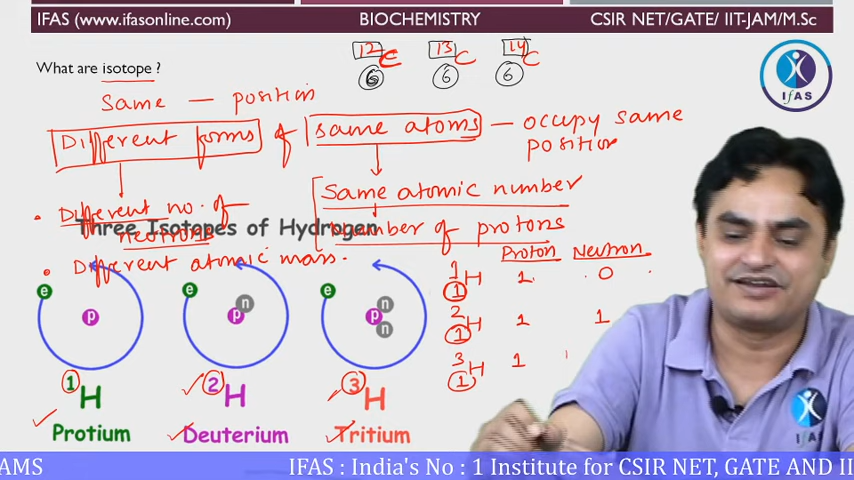 IFAS (www.ifasonline.com) BIOCHEMISTRY CSIR NET/GATE/ IIT-JAM/M.Sc
12 C 6 13 C 6 14 C 6
What are isotope ?
IFAS
Same — position
Different forms of same atoms — occupy same position
Same atomic number
• Different no. of neutrons
Number of protons
Three Isotopes of Hydrogen
• Different atomic mass.
Proton Neutron
1 H 1 1 0
2 H 1 1 1
3 H 1 1
e p
e p n
e p n n
1 H 2 H 3 H
Protium Deuterium Tritium
IFAS
AMS IFAS : India's No : 1 Institute for CSIR NET, GATE AND II